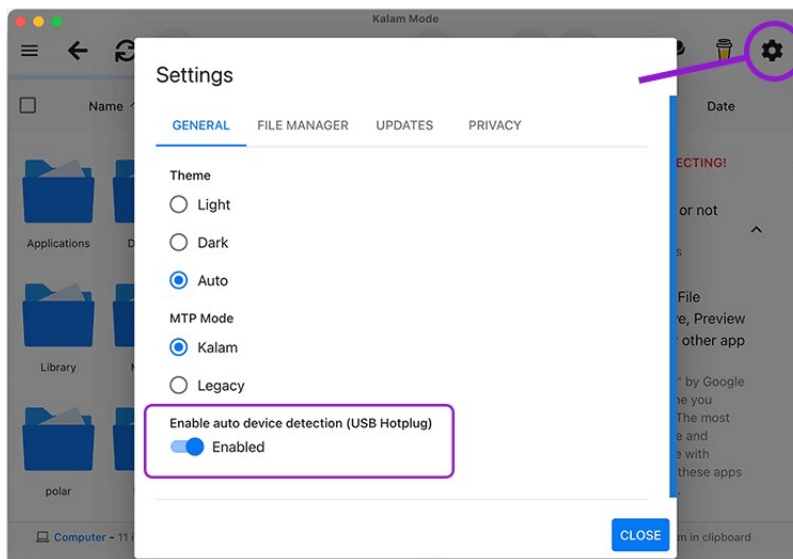 Kalam Mode
Settings
Name
Date
GENERAL FILE MANAGER UPDATES PRIVACY
ECTING!
Theme
Light
or not
Applications
D
Dark
s
Auto
File
MTP Mode
e, Preview
Kalam
other app
Library
Legacy
' by Google
e you
Enable auto device detection (USB Hotplug)
The most
Enabled
e and
e with
these apps
polar
Computer - 11 i
CLOSE
m in clipboard